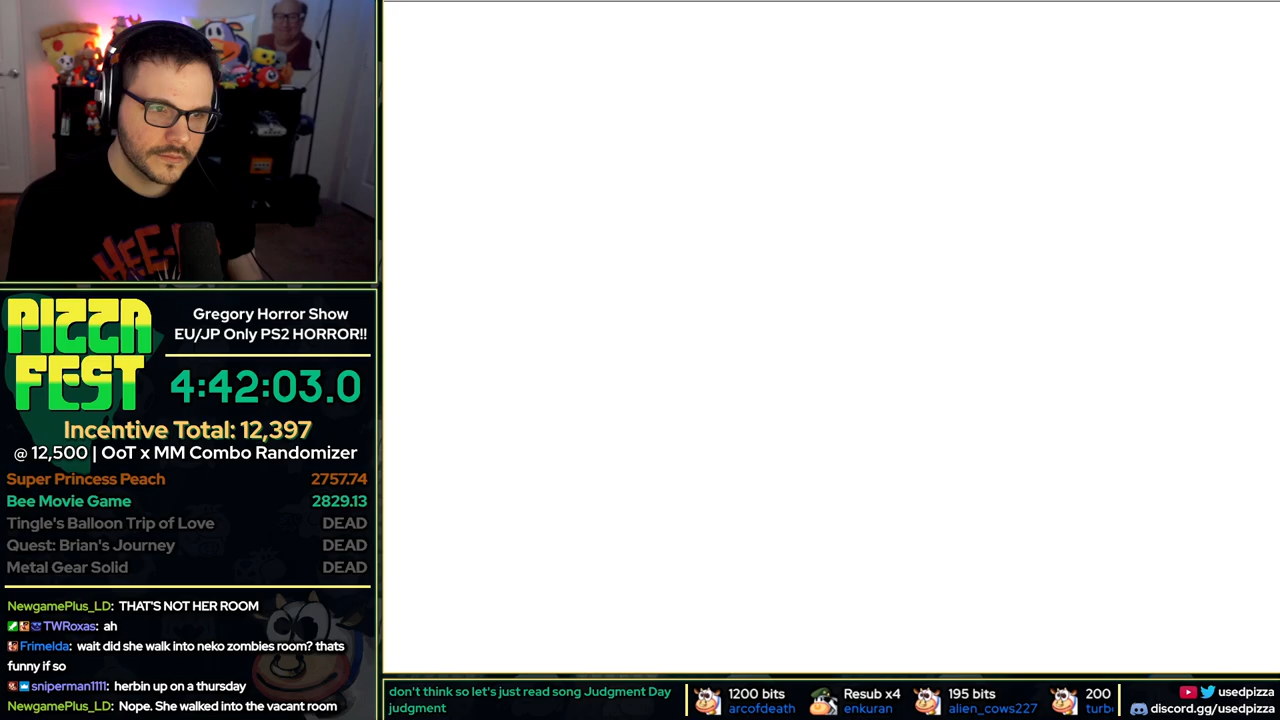 PIZZA
FEST
Gregory Horror Show
EU/JP Only PS2 HORROR!!
4:42:03.0
Incentive Total: 12,397
@ 12,500 | OoT x MM Combo Randomizer
Super Princess Peach 2757.74
Bee Movie Game 2829.13
Tingle's Balloon Trip of Love DEAD
Quest: Brian's Journey DEAD
Metal Gear Solid DEAD
NewgamePlus_LD: THAT'S NOT HER ROOM
TWRoxas: ah
Frimelda: wait did she walk into neko zombies room? thats
funny if so
sniperman1111: herbin up on a thursday
NewgamePlus_LD: Nope. She walked into the vacant room
don't think so let's just read song Judgment Day
judgment
1200 bits
arcofdeath
Resub x4
enkuran
195 bits
alien_cows227
200
turb
usedpizza
discord.gg/usedpizza